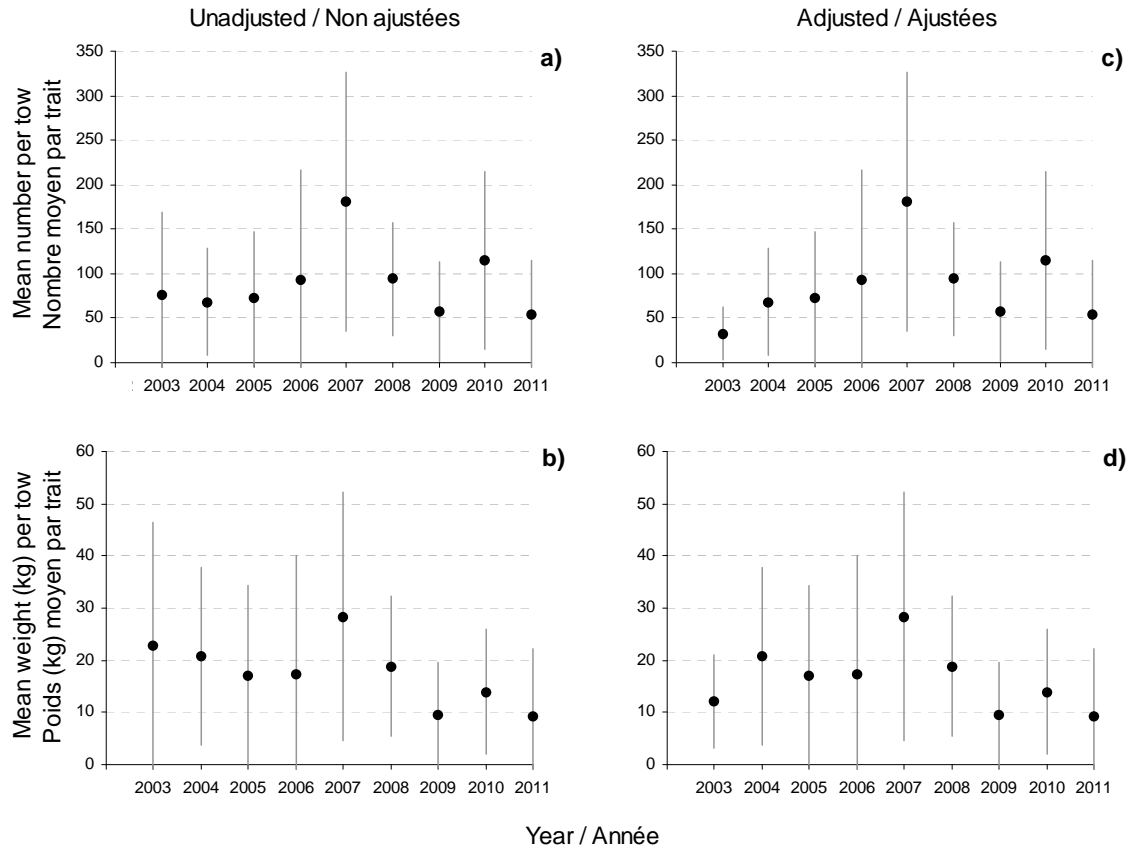 Unadjusted / Non ajustées
Adjusted / Ajustées
Mean number per tow
Nombre moyen par trait
a)
350
300
250
200
150
100
50
0
2003 2004 2005 2006 2007 2008 2009 2010 2011
c)
350
300
250
200
150
100
50
0
2003 2004 2005 2006 2007 2008 2009 2010 2011
Mean weight (kg) per tow
Poids (kg) moyen par trait
b)
60
50
40
30
20
10
0
2003 2004 2005 2006 2007 2008 2009 2010 2011
d)
60
50
40
30
20
10
0
2003 2004 2005 2006 2007 2008 2009 2010 2011
Year / Année